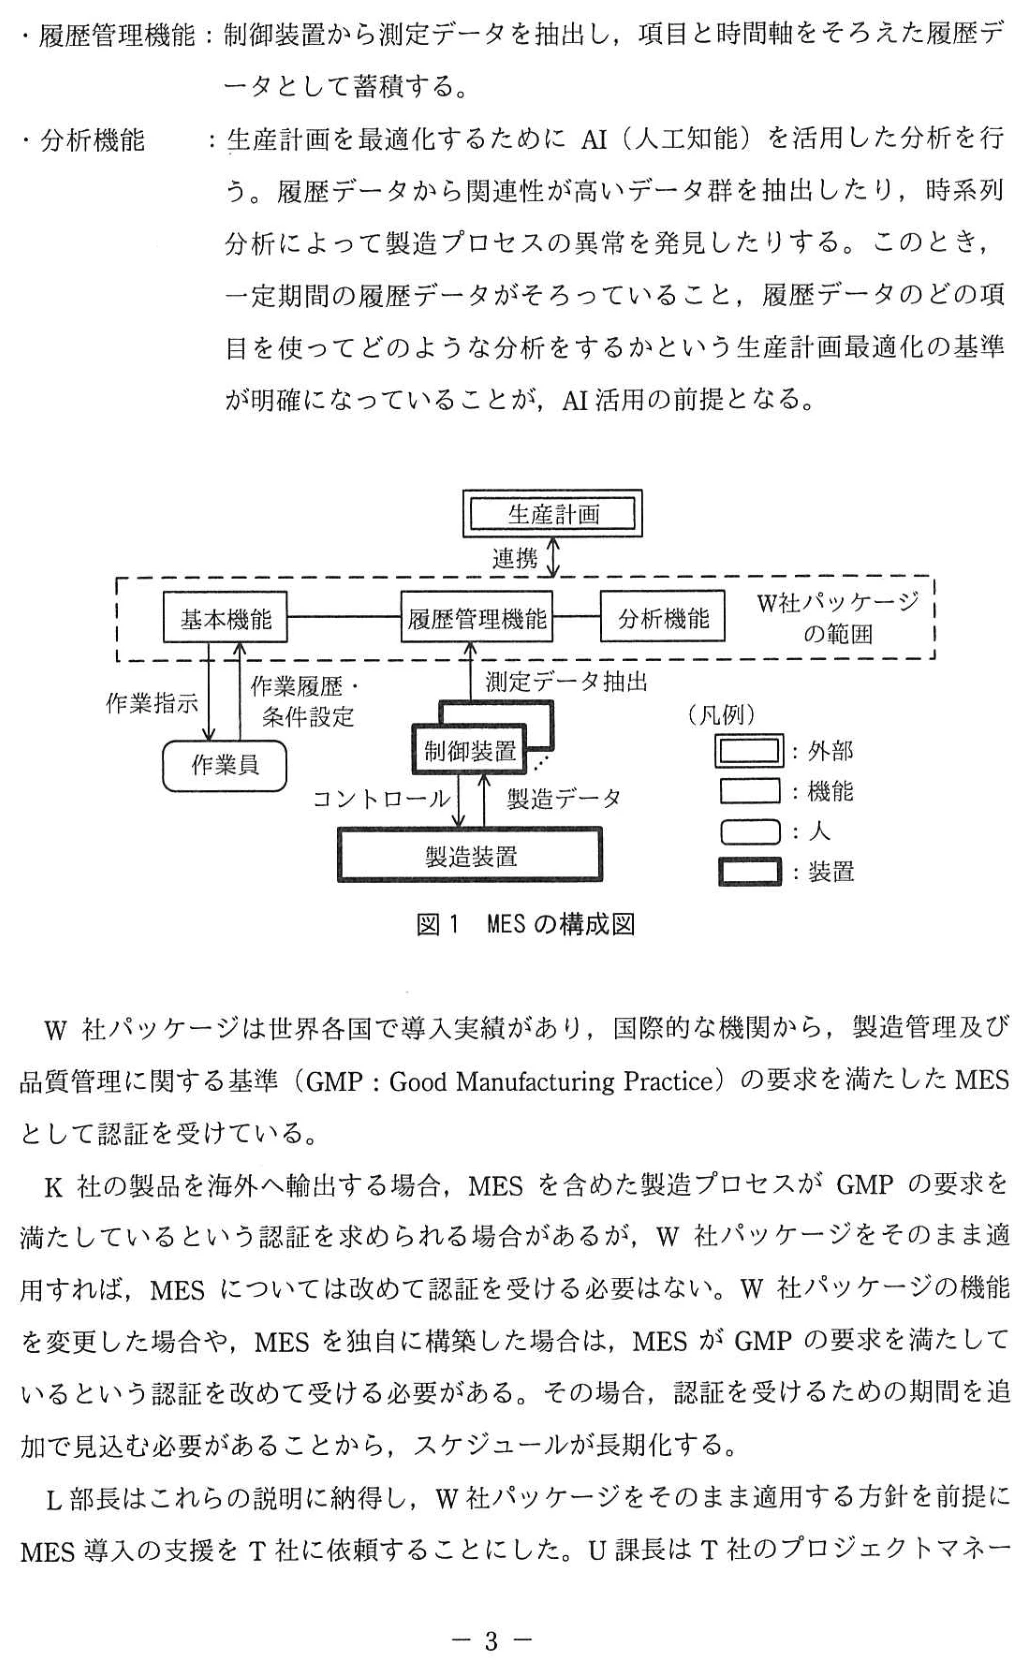 ・履歴管理機能：制御装置から測定データを抽出し，項目と時間軸をそろえた履歴デ
ータとして蓄積する。
・分析機能　　：生産計画を最適化するために AI（人工知能）を活用した分析を行
う。履歴データから関連性が高いデータ群を抽出したり，時系列
分析によって製造プロセスの異常を発見したりする。このとき，
一定期間の履歴データがそろっていること，履歴データのどの項
目を使ってどのような分析をするかという生産計画最適化の基準
が明確になっていることが，AI 活用の前提となる。
生産計画
連携
基本機能
履歴管理機能
分析機能
W社パッケージ
の範囲
作業指示
作業履歴・
条件設定
測定データ抽出
作業員
制御装置
コントロール
製造データ
製造装置
（凡例）
：外部
：機能
：人
：装置
図1　MES の構成図
W 社パッケージは世界各国で導入実績があり，国際的な機関から，製造管理及び
品質管理に関する基準（GMP：Good Manufacturing Practice）の要求を満たした MES
として認証を受けている。
K 社の製品を海外へ輸出する場合，MES を含めた製造プロセスが GMP の要求を
満たしているという認証を求められる場合があるが，W 社パッケージをそのまま適
用すれば，MES については改めて認証を受ける必要はない。W 社パッケージの機能
を変更した場合や，MES を独自に構築した場合は，MES が GMP の要求を満たして
いるという認証を改めて受ける必要がある。その場合，認証を受けるための期間を追
加で見込む必要があることから，スケジュールが長期化する。
L 部長はこれらの説明に納得し，W 社パッケージをそのまま適用する方針を前提に
MES 導入の支援を T 社に依頼することにした。U 課長は T 社のプロジェクトマネー
― 3 ―